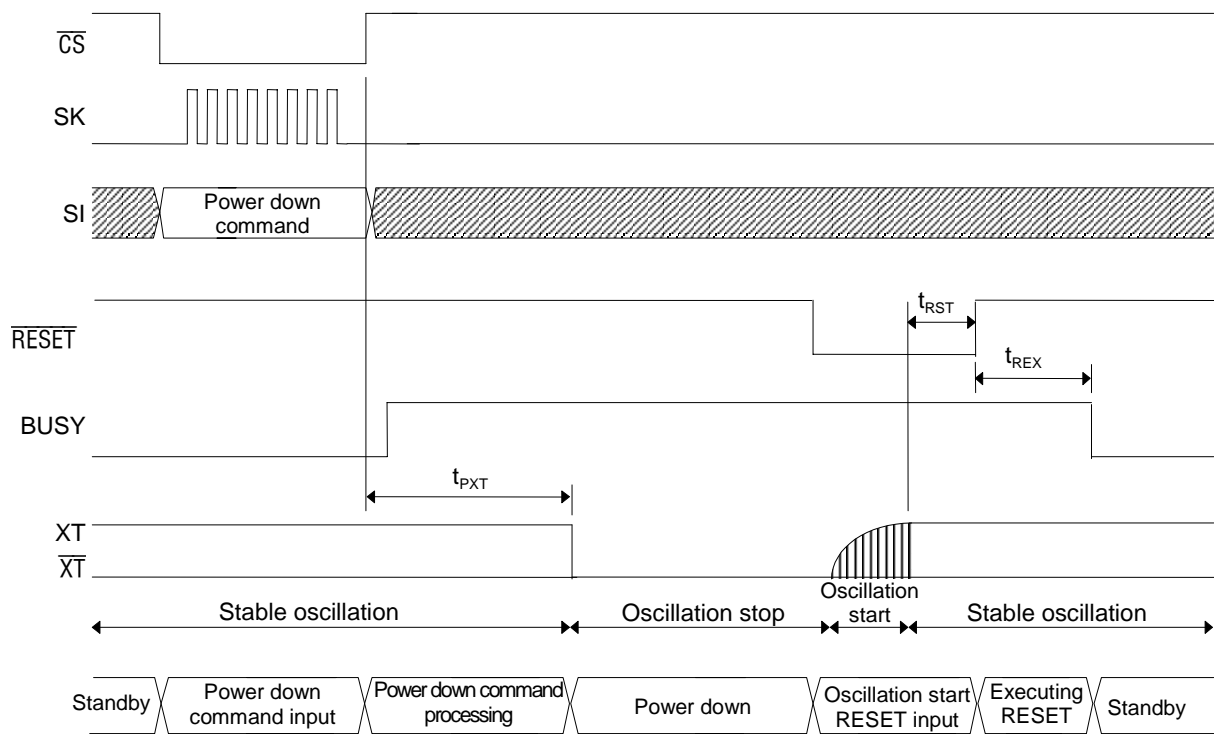 CS
SK
SI
Power down
command
RESET
tRST
tREX
BUSY
tPXT
XT
XT
Stable oscillation
Oscillation stop
Oscillation
start
Stable oscillation
Standby
Power down
command input
Power down command
processing
Power down
Oscillation start
RESET input
Executing
RESET
Standby